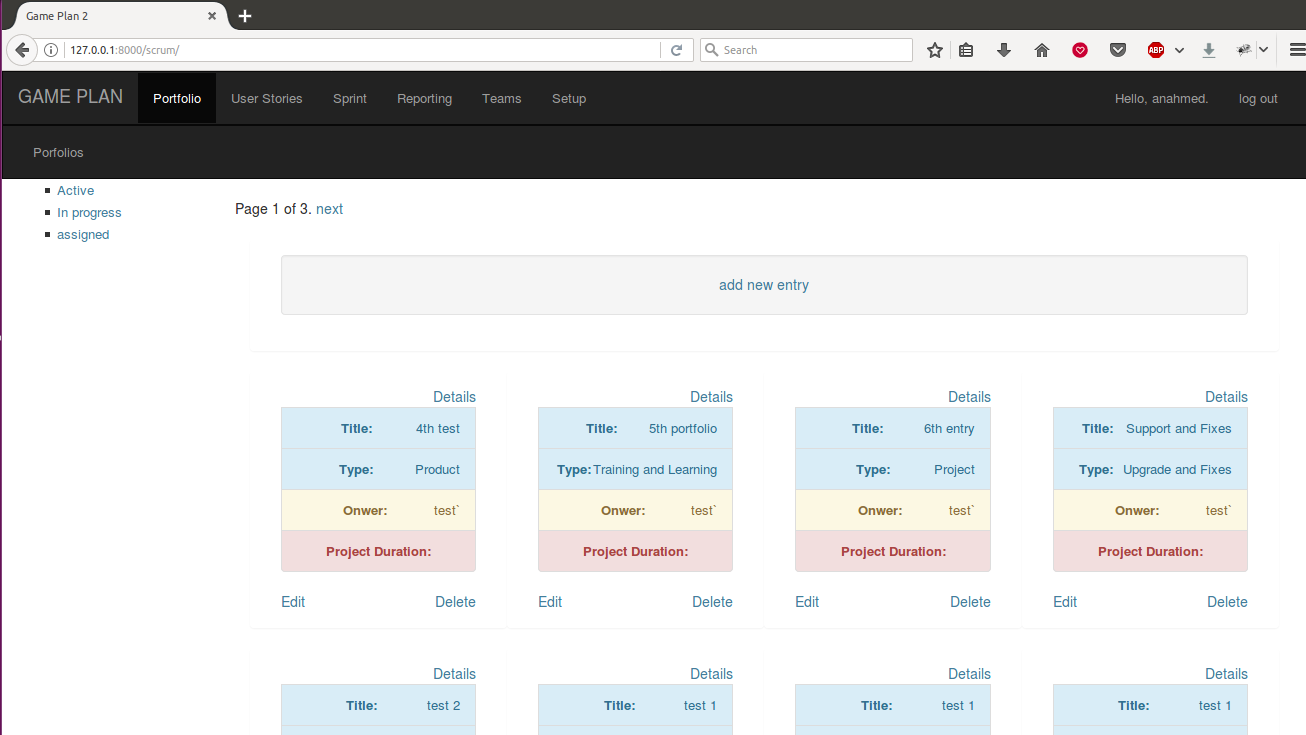 Game Plan 2
127.0.0.1:8000/scrum/
Search
ABP
GAME PLAN Portfolio User Stories Sprint Reporting Teams Setup Hello, anahmed. log out
Porfolios
Active
In progress
assigned
Page 1 of 3. next
add new entry
Details Details Details Details
Title: 4th test Title: 5th portfolio Title: 6th entry Title: Support and Fixes
Type: Product Type: Training and Learning Type: Project Type: Upgrade and Fixes
Onwer: test` Onwer: test` Onwer: test` Onwer: test`
Project Duration: Project Duration: Project Duration: Project Duration:
Edit Delete Edit Delete Edit Delete Edit Delete
Details Details Details Details
Title: test 2 Title: test 1 Title: test 1 Title: test 1